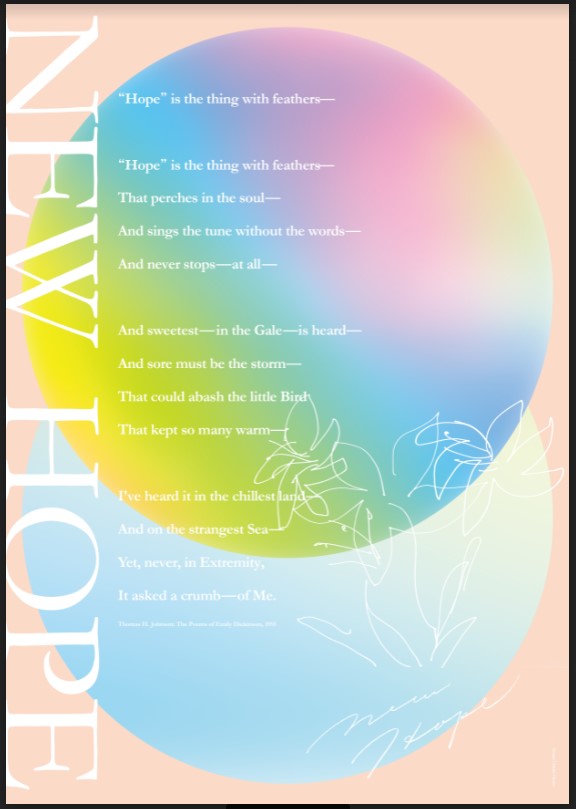 NEW HOPE
“Hope” is the thing with feathers—
“Hope” is the thing with feathers—
That perches in the soul—
And sings the tune without the words—
And never stops—at all—
And sweetest—in the Gale—is heard—
And sore must be the storm—
That could abash the little Bird
That kept so many warm—
I’ve heard it in the chillest land—
And on the strangest Sea—
Yet, never, in Extremity,
It asked a crumb—of Me.
The Poems of Emily Dickinson,
new
Hope